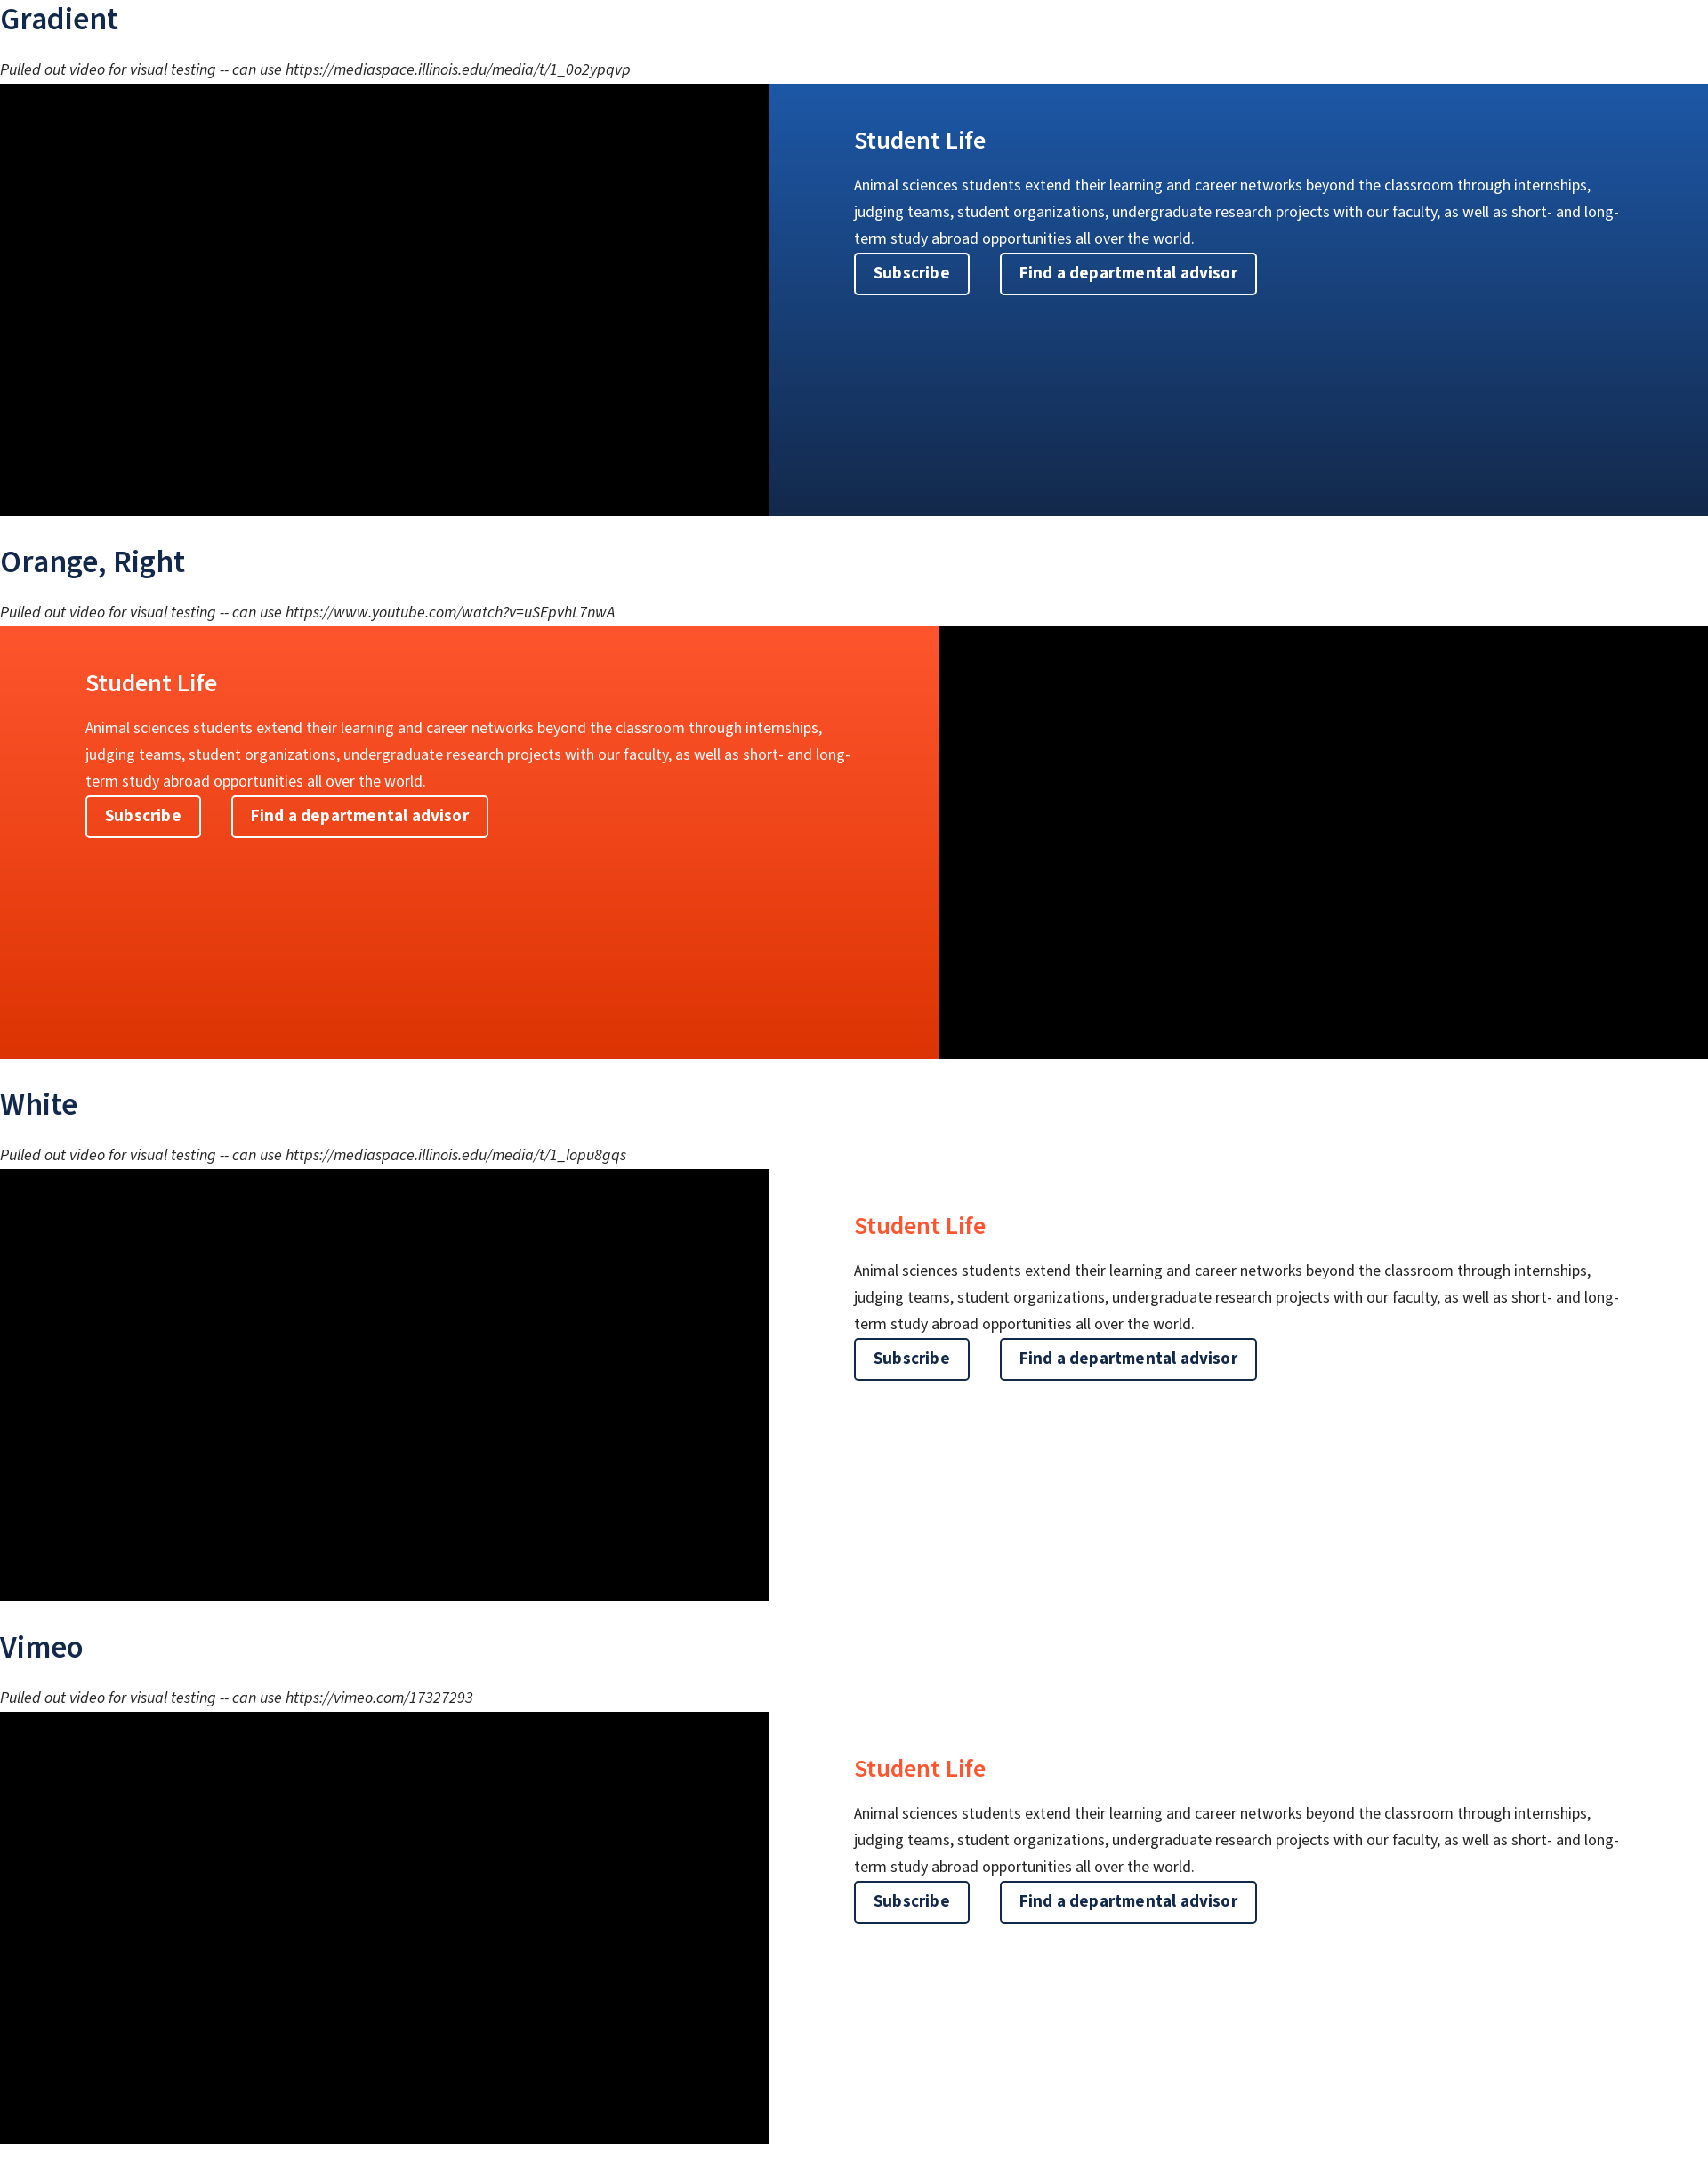 Gradient
Pulled out video for visual testing -- can use https://mediaspace.illinois.edu/media/t/1_0o2ypqvp
Student Life
Animal sciences students extend their learning and career networks beyond the classroom through internships,
judging teams, student organizations, undergraduate research projects with our faculty, as well as short- and long-
term study abroad opportunities all over the world.
Subscribe
Find a departmental advisor
Orange, Right
Pulled out video for visual testing -- can use https://www.youtube.com/watch?v=uSEpvhL7nwA
Student Life
Animal sciences students extend their learning and career networks beyond the classroom through internships,
judging teams, student organizations, undergraduate research projects with our faculty, as well as short- and long-
term study abroad opportunities all over the world.
Subscribe
Find a departmental advisor
White
Pulled out video for visual testing -- can use https://mediaspace.illinois.edu/media/t/1_lopu8gqs
Student Life
Animal sciences students extend their learning and career networks beyond the classroom through internships,
judging teams, student organizations, undergraduate research projects with our faculty, as well as short- and long-
term study abroad opportunities all over the world.
Subscribe
Find a departmental advisor
Vimeo
Pulled out video for visual testing -- can use https://vimeo.com/17327293
Student Life
Animal sciences students extend their learning and career networks beyond the classroom through internships,
judging teams, student organizations, undergraduate research projects with our faculty, as well as short- and long-
term study abroad opportunities all over the world.
Subscribe
Find a departmental advisor